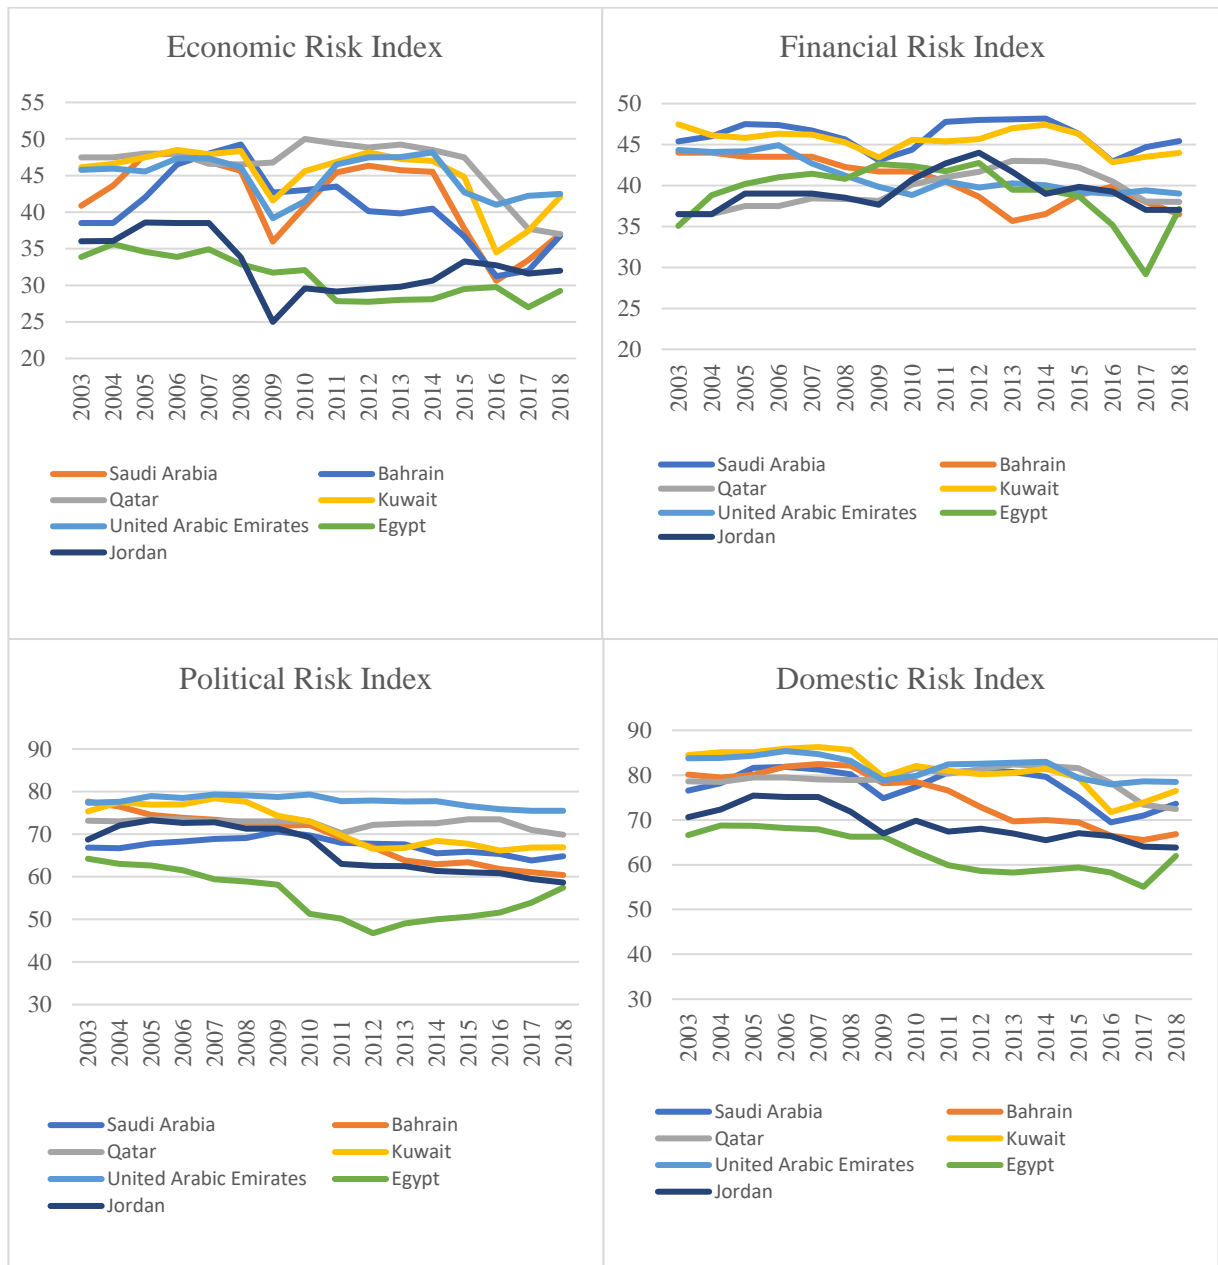 Economic Risk Index
55
50
45
40
35
30
25
20
2003 2004 2005 2006 2007 2008 2009 2010 2011 2012 2013 2014 2015 2016 2017 2018
Saudi Arabia Bahrain
Qatar Kuwait
United Arabic Emirates Egypt
Jordan
Financial Risk Index
50
45
40
35
30
25
20
2003 2004 2005 2006 2007 2008 2009 2010 2011 2012 2013 2014 2015 2016 2017 2018
Saudi Arabia Bahrain
Qatar Kuwait
United Arabic Emirates Egypt
Jordan
Political Risk Index
90
80
70
60
50
40
30
2003 2004 2005 2006 2007 2008 2009 2010 2011 2012 2013 2014 2015 2016 2017 2018
Saudi Arabia Bahrain
Qatar Kuwait
United Arabic Emirates Egypt
Jordan
Domestic Risk Index
90
80
70
60
50
40
30
2003 2004 2005 2006 2007 2008 2009 2010 2011 2012 2013 2014 2015 2016 2017 2018
Saudi Arabia Bahrain
Qatar Kuwait
United Arabic Emirates Egypt
Jordan